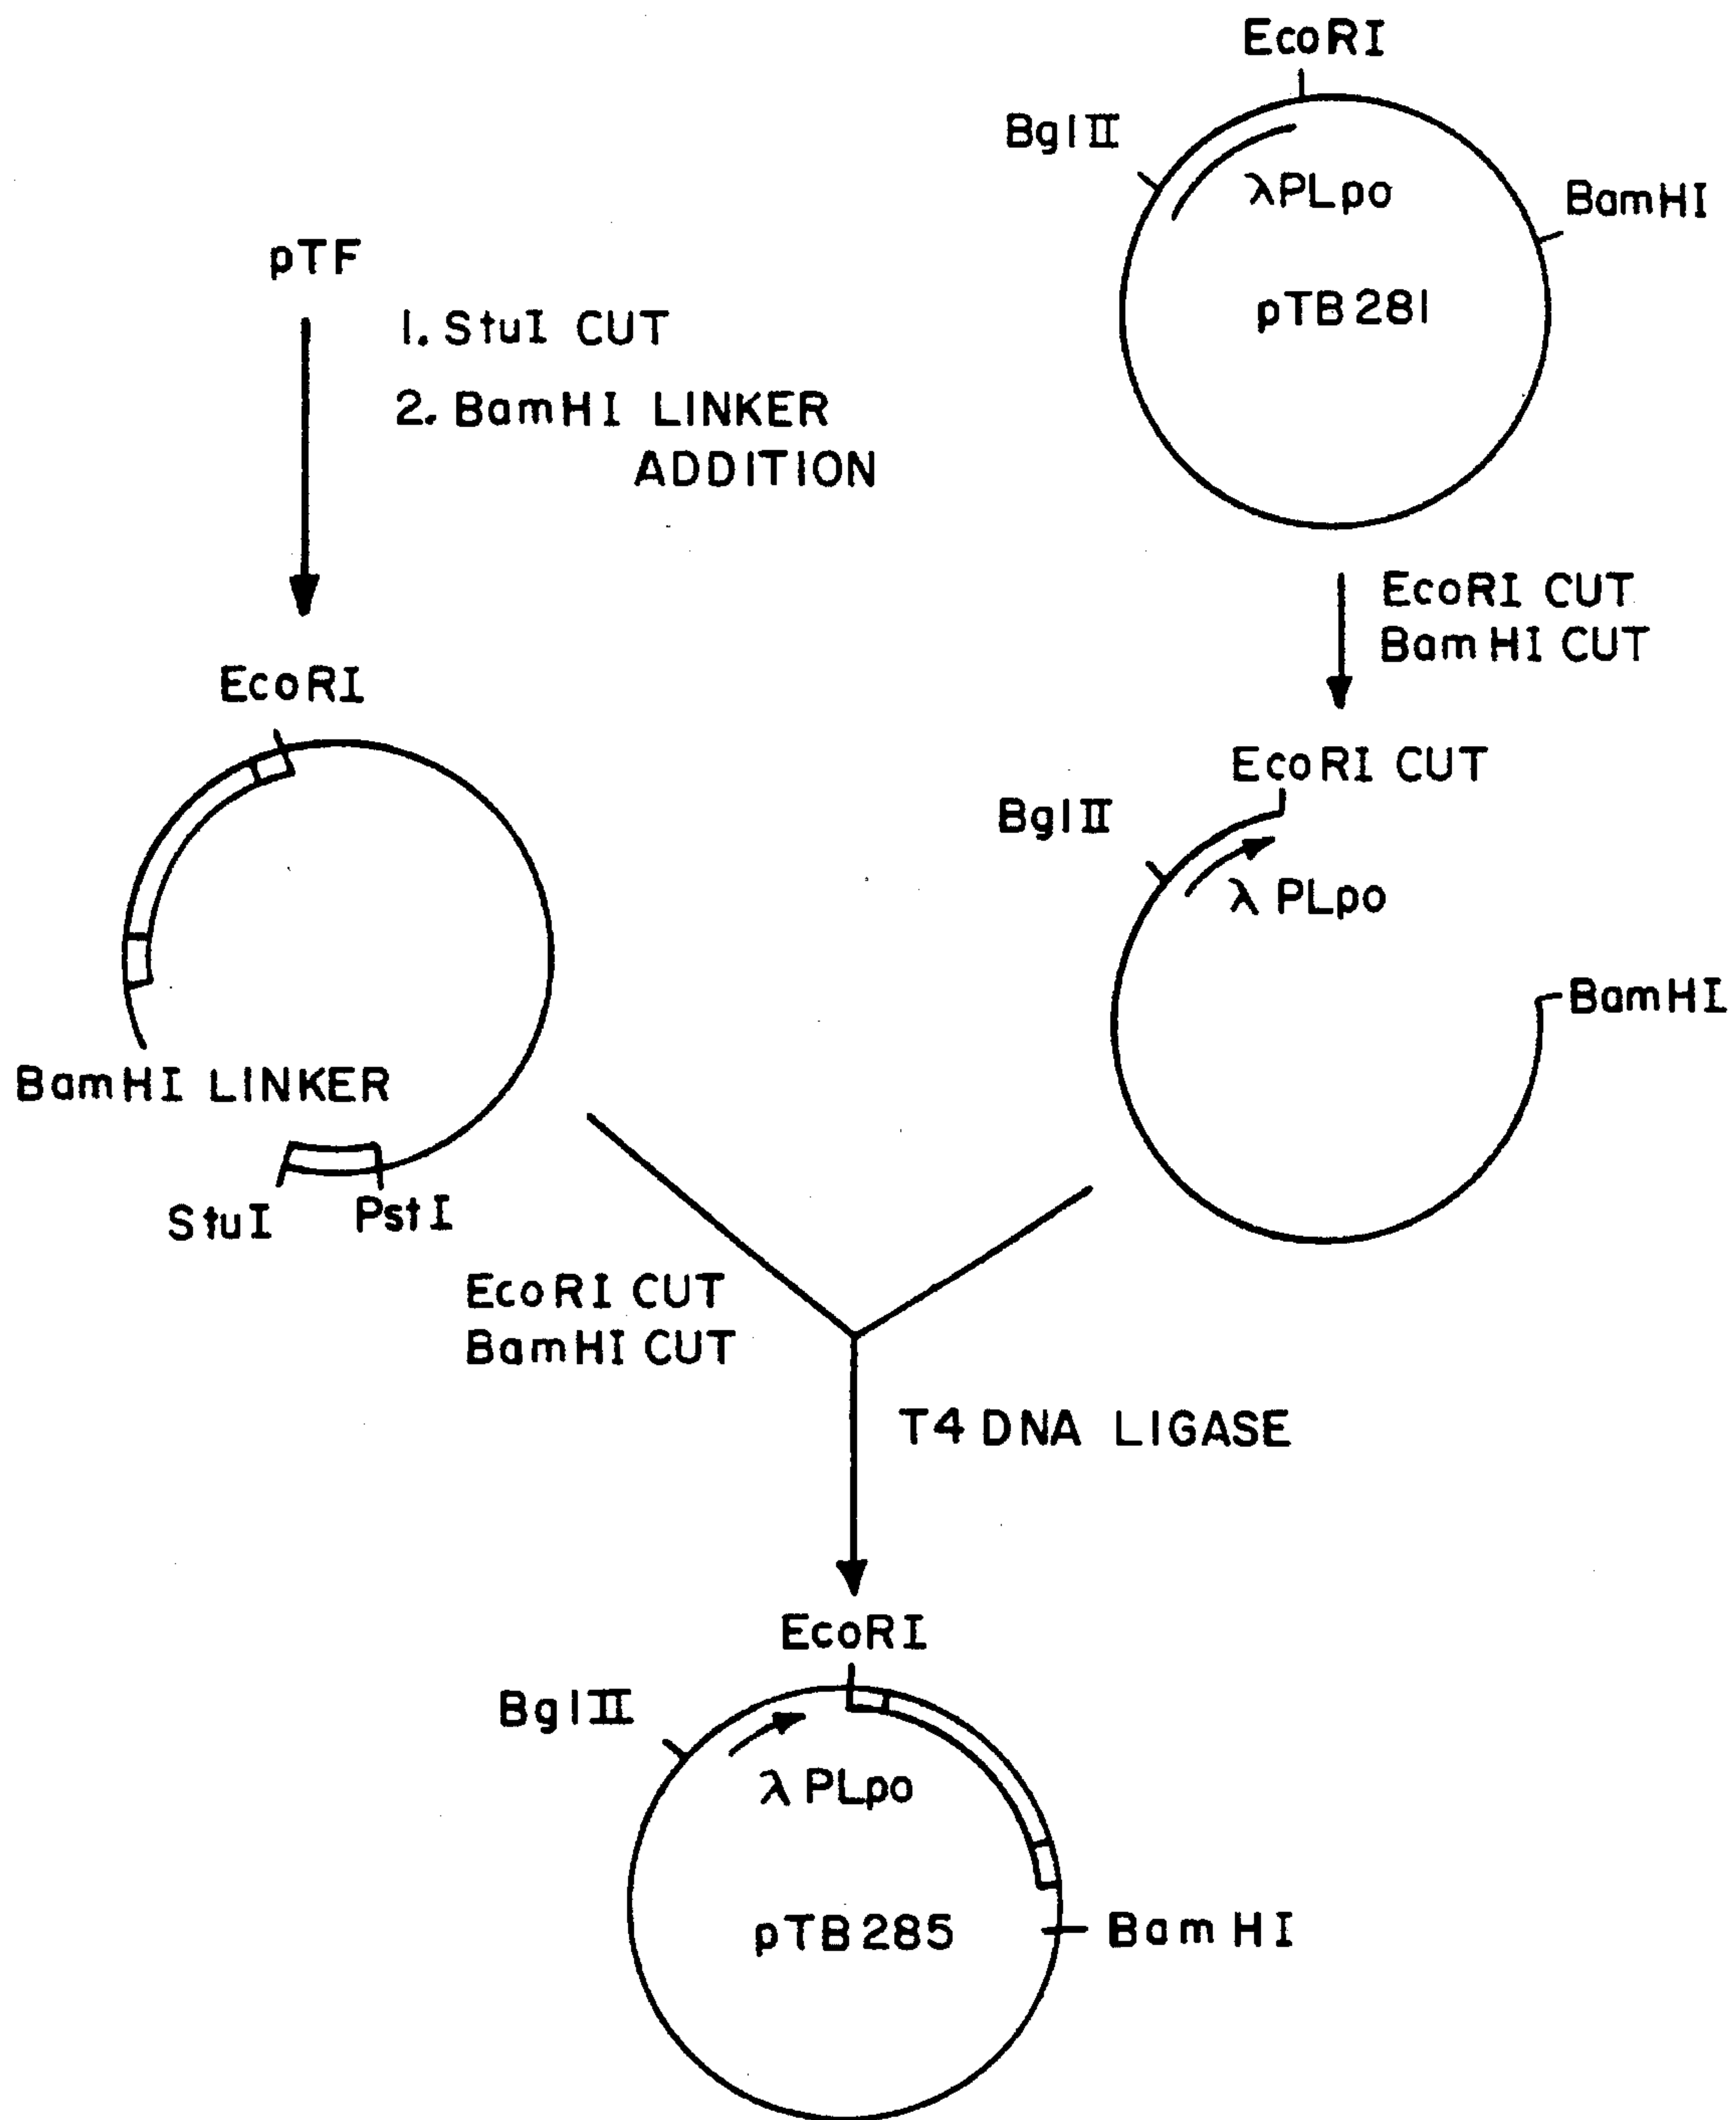 pTF
1. StuI CUT
2. BamHI LINKER
ADDITION
EcoRI
BglII
λPLpo
BamHI
pTB281
EcoRI CUT
BamHI CUT
EcoRI
BamHI LINKER
StuI
PstI
EcoRI CUT
BglII
λ PLpo
BamHI
EcoRI CUT
BamHI CUT
T4 DNA LIGASE
EcoRI
BglII
λ PLpo
pTB285
BamHI